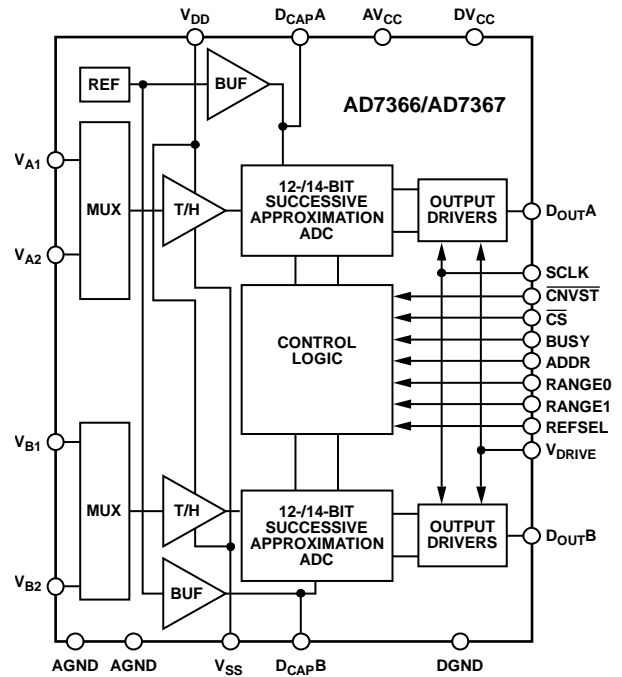 VDD DCAPA AVCC DVCC
REF
BUF
AD7366/AD7367
VA1
MUX
T/H
12-/14-BIT
SUCCESSIVE
APPROXIMATION
ADC
OUTPUT
DRIVERS
DOUTA
VA2
SCLK
CNVST
CS
BUSY
ADDR
RANGE0
RANGE1
REFSEL
VDRIVE
CONTROL
LOGIC
VB1
MUX
T/H
12-/14-BIT
SUCCESSIVE
APPROXIMATION
ADC
OUTPUT
DRIVERS
DOUTB
VB2
BUF
AGND AGND VSS DCAPB DGND